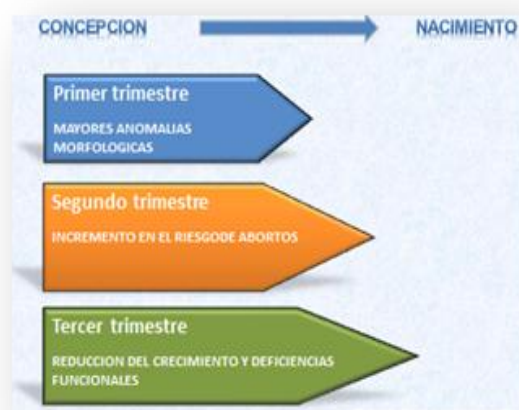 CONCEPCION NACIMIENTO
Primer trimestre
MAYORES ANOMALIAS
MORFOLOGICAS
Segundo trimestre
INCREMENTO EN EL RIESGODE ABORTOS
Tercer trimestre
REDUCCION DEL CRECIMIENTO Y DEFICIENCIAS
FUNCIONALES